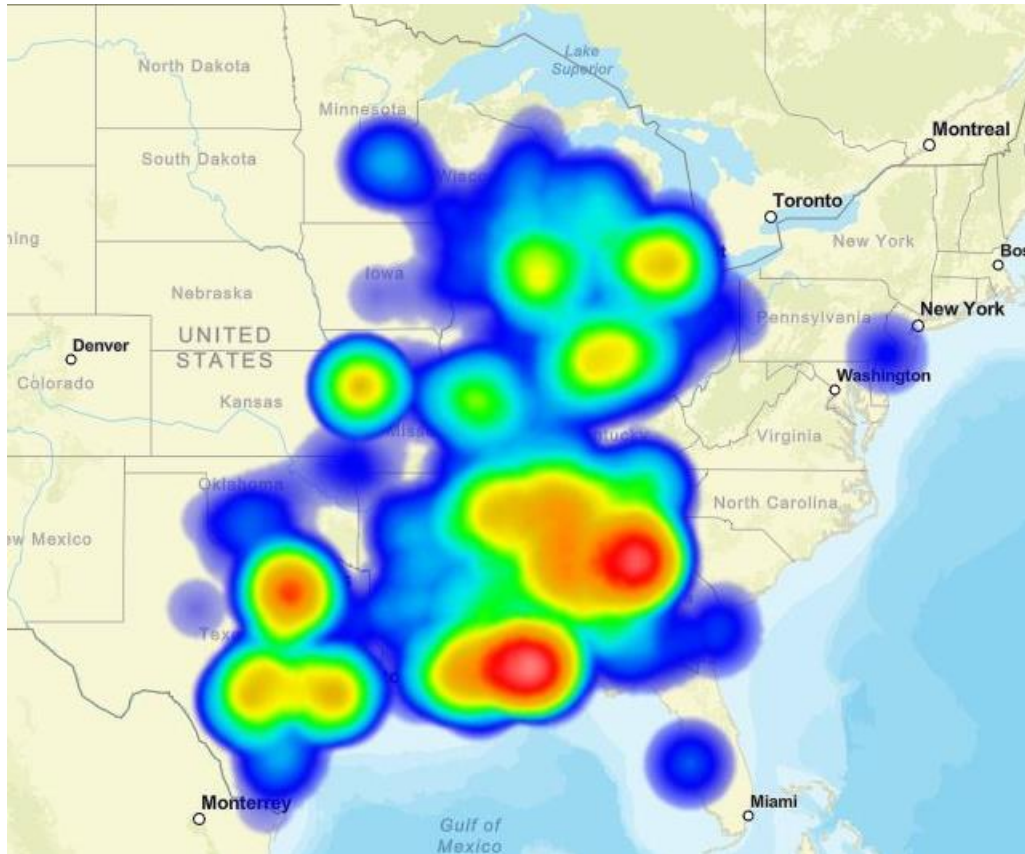 Lake
Superior
North Dakota
Minnesota
Montreal
South Dakota
Toronto
New York
Iowa
Nebraska
Pennsylvania
New York
UNITED
STATES
Denver
Colorado
Kansas
Washington
Virginia
Oklahoma
North Carolina
Monterrey
Miami
Gulf of
Mexico